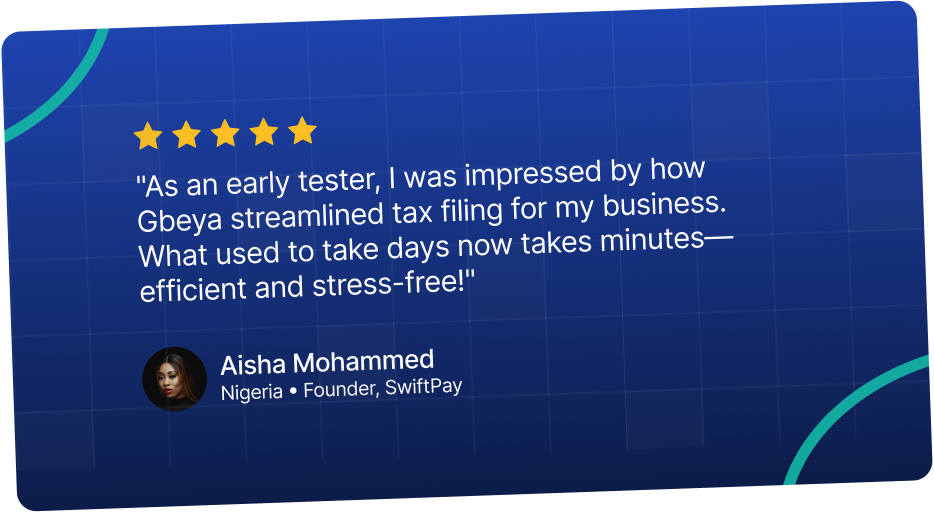 "As an early tester, I was impressed by how
Gbeya streamlined tax filing for my business.
What used to take days now takes minutes—
efficient and stress-free!"
Aisha Mohammed
Nigeria • Founder, SwiftPay